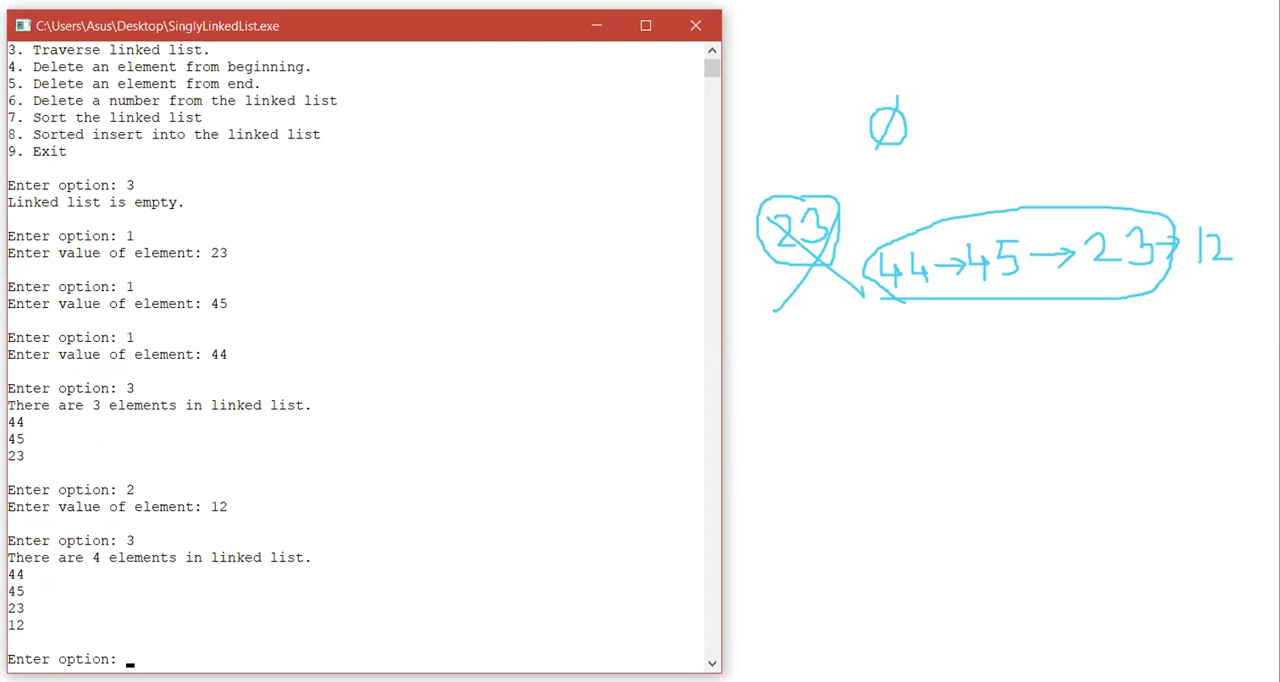 C:\Users\Asus\Desktop\SinglyLinkedList.exe
3. Traverse linked list.
4. Delete an element from beginning.
5. Delete an element from end.
6. Delete a number from the linked list
7. Sort the linked list
8. Sorted insert into the linked list
9. Exit
Enter option: 3
Linked list is empty.
Enter option: 1
Enter value of element: 23
Enter option: 1
Enter value of element: 45
Enter option: 1
Enter value of element: 44
Enter option: 3
There are 3 elements in linked list.
44
45
23
Enter option: 2
Enter value of element: 12
Enter option: 3
There are 4 elements in linked list.
44
45
23
12
Enter option:
Ø
23
44→45→23→12